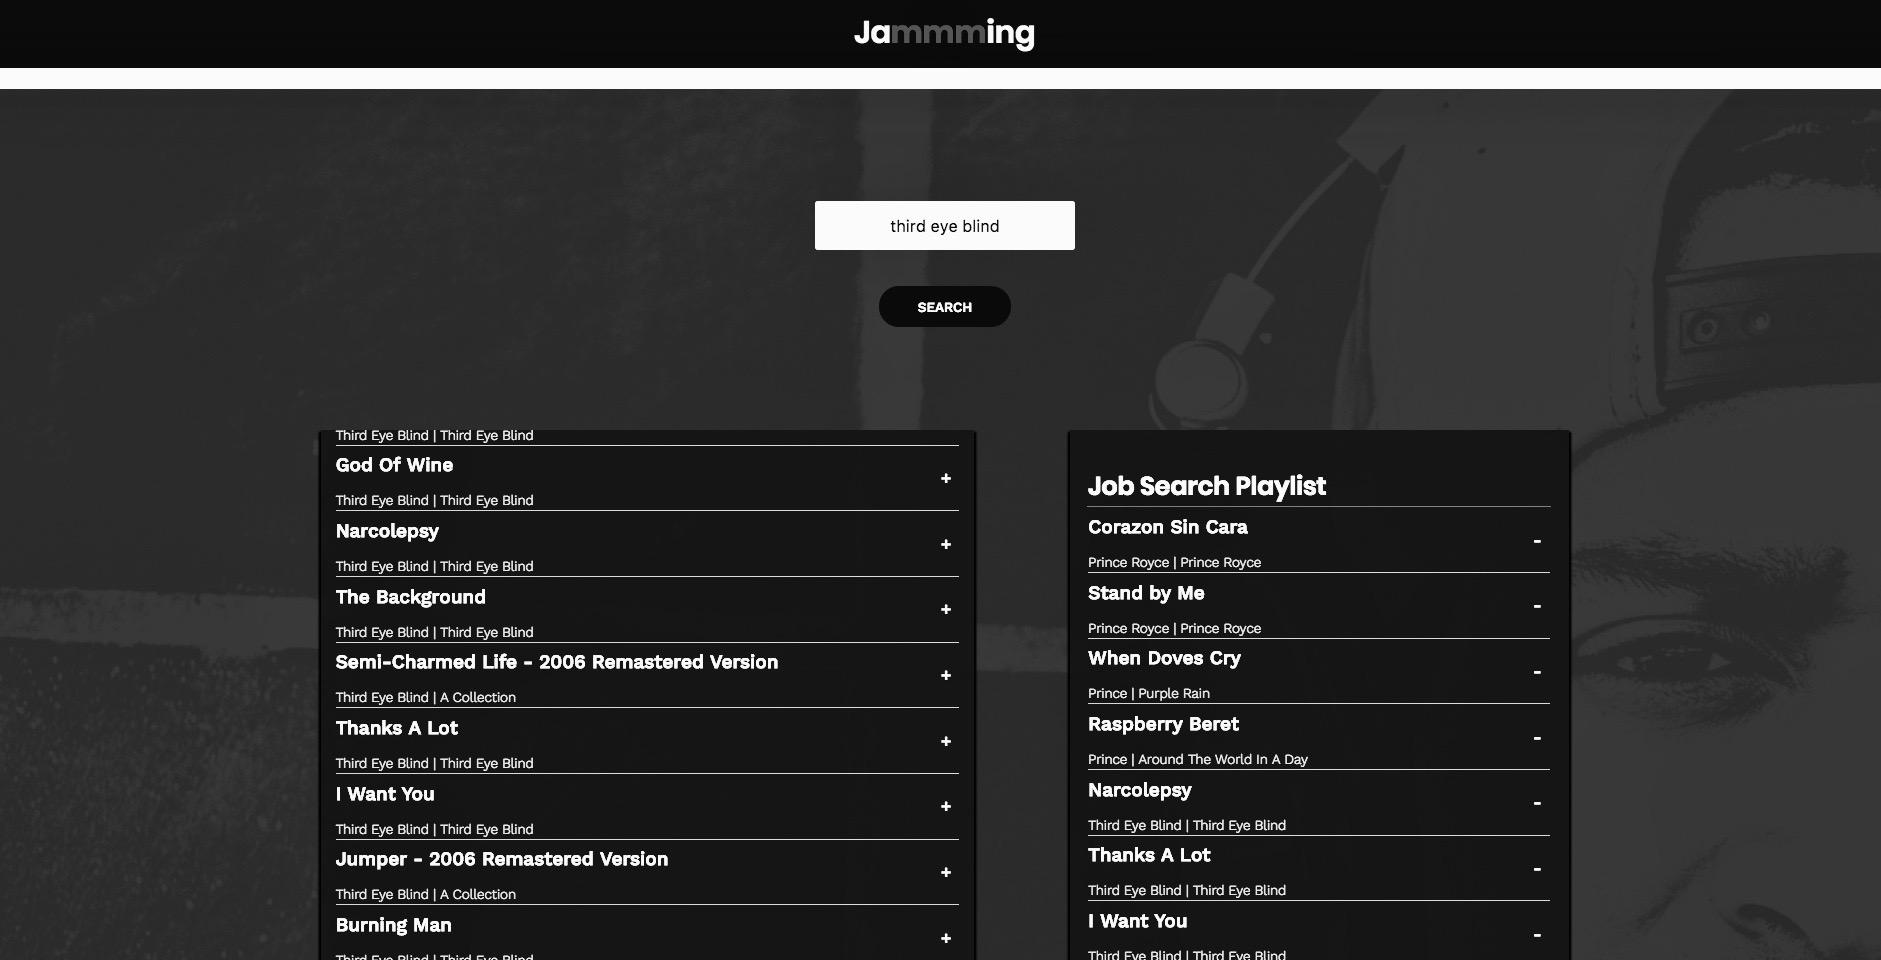 Jammming
third eye blind
SEARCH
Third Eye Blind | Third Eye Blind
God Of Wine
+
Third Eye Blind | Third Eye Blind
Narcolepsy
+
Third Eye Blind | Third Eye Blind
The Background
+
Third Eye Blind | Third Eye Blind
Semi-Charmed Life - 2006 Remastered Version
+
Third Eye Blind | A Collection
Thanks A Lot
+
Third Eye Blind | Third Eye Blind
I Want You
+
Third Eye Blind | Third Eye Blind
Jumper - 2006 Remastered Version
+
Third Eye Blind | A Collection
Burning Man
+
Third Eye Blind | Third Eye Blind
Job Search Playlist
Corazon Sin Cara
-
Prince Royce | Prince Royce
Stand by Me
-
Prince Royce | Prince Royce
When Doves Cry
-
Prince | Purple Rain
Raspberry Beret
-
Prince | Around The World In A Day
Narcolepsy
-
Third Eye Blind | Third Eye Blind
Thanks A Lot
-
Third Eye Blind | Third Eye Blind
I Want You
-
Third Eye Blind | Third Eye Blind